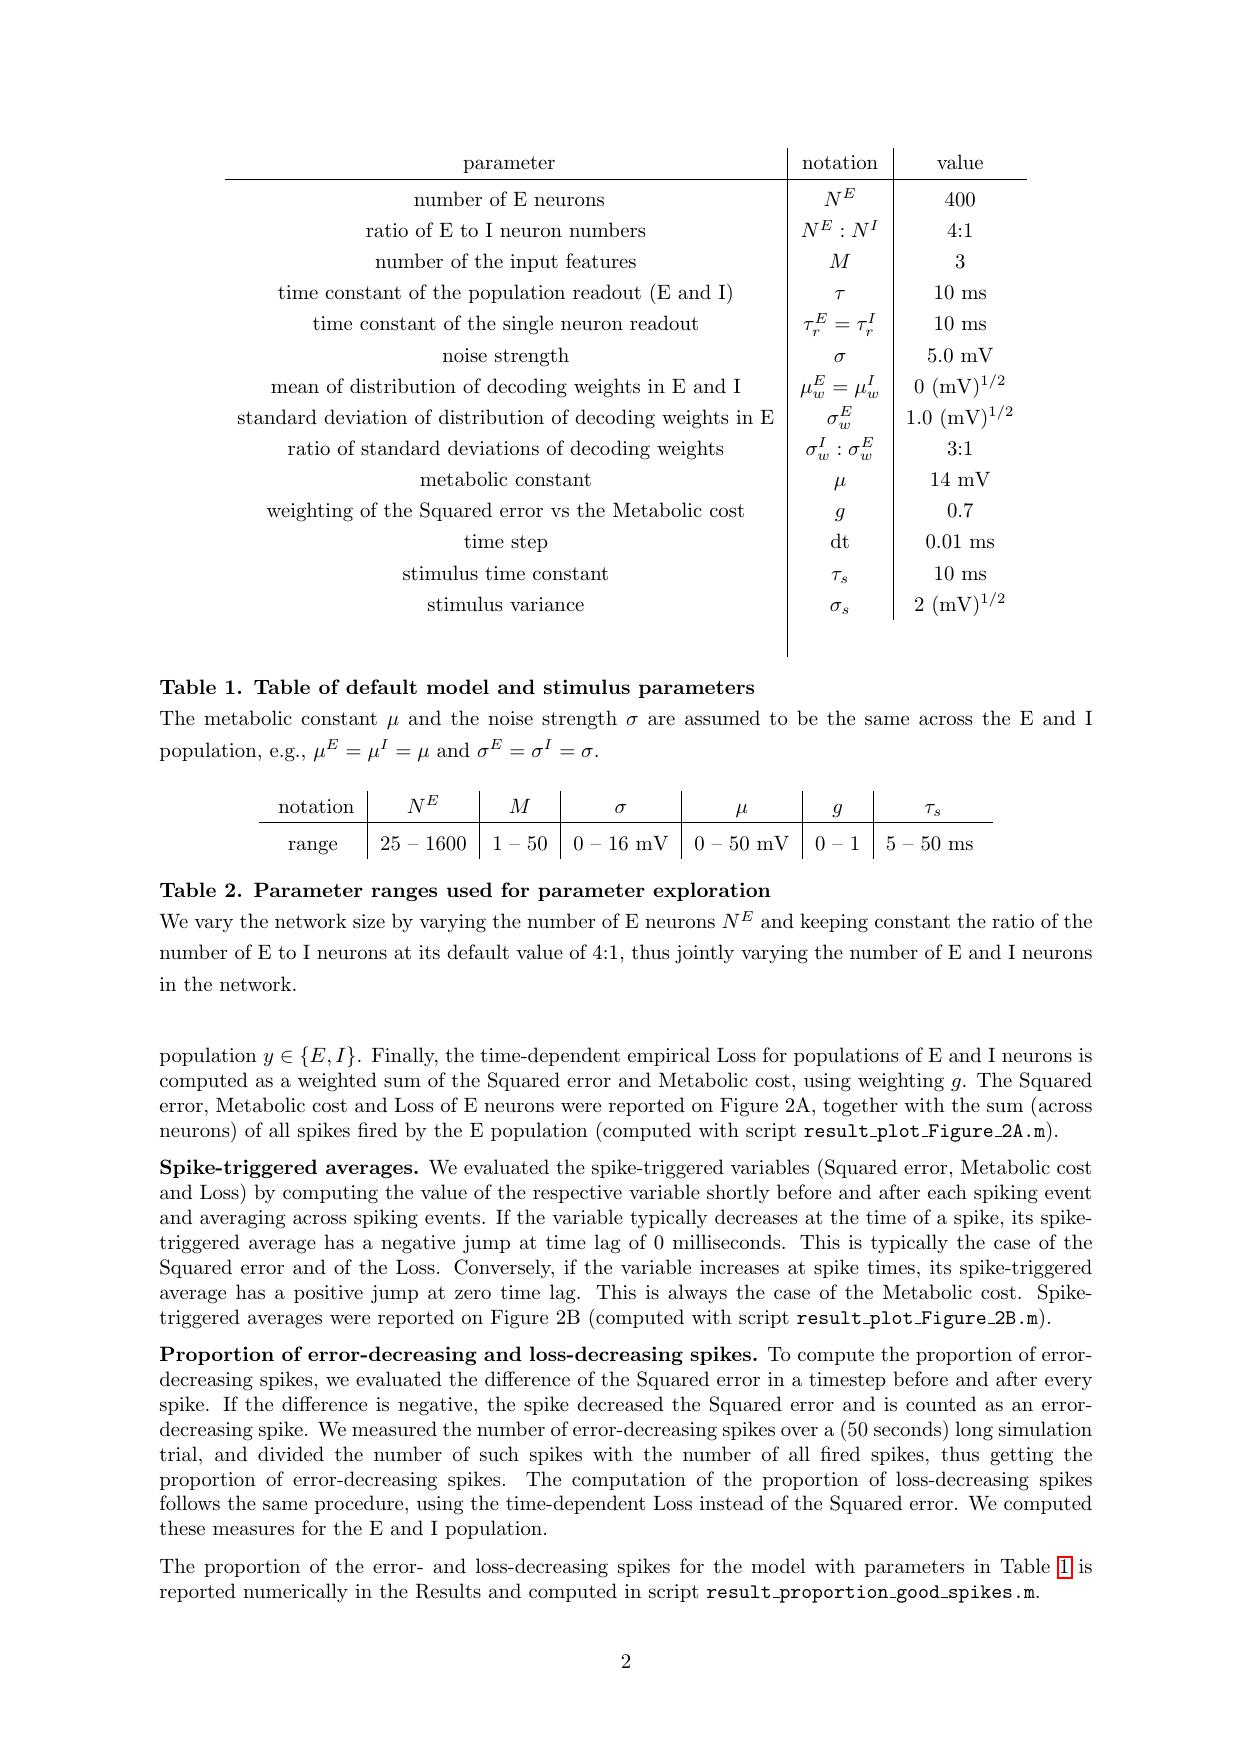 parameter notation value
number of E neurons N^E 400
ratio of E to I neuron numbers N^E : N^I 4:1
number of the input features M 3
time constant of the population readout (E and I) τ 10 ms
time constant of the single neuron readout τ_r^E = τ_r^I 10 ms
noise strength σ 5.0 mV
mean of distribution of decoding weights in E and I μ_w^E = μ_w^I 0 (mV)^1/2
standard deviation of distribution of decoding weights in E σ_w^E 1.0 (mV)^1/2
ratio of standard deviations of decoding weights σ_w^I : σ_w^E 3:1
metabolic constant μ 14 mV
weighting of the Squared error vs the Metabolic cost g 0.7
time step dt 0.01 ms
stimulus time constant τ_s 10 ms
stimulus variance σ_s 2 (mV)^1/2
Table 1. Table of default model and stimulus parameters
The metabolic constant μ and the noise strength σ are assumed to be the same across the E and I
population, e.g., μ^E = μ^I = μ and σ^E = σ^I = σ.
notation N^E M σ μ g τ_s
range 25 – 1600 1 – 50 0 – 16 mV 0 – 50 mV 0 – 1 5 – 50 ms
Table 2. Parameter ranges used for parameter exploration
We vary the network size by varying the number of E neurons N^E and keeping constant the ratio of the
number of E to I neurons at its default value of 4:1, thus jointly varying the number of E and I neurons
in the network.
population y ∈ {E, I}. Finally, the time-dependent empirical Loss for populations of E and I neurons is
computed as a weighted sum of the Squared error and Metabolic cost, using weighting g. The Squared
error, Metabolic cost and Loss of E neurons were reported on Figure 2A, together with the sum (across
neurons) of all spikes fired by the E population (computed with script result_plot_Figure_2A.m).
Spike-triggered averages. We evaluated the spike-triggered variables (Squared error, Metabolic cost
and Loss) by computing the value of the respective variable shortly before and after each spiking event
and averaging across spiking events. If the variable typically decreases at the time of a spike, its spike-
triggered average has a negative jump at time lag of 0 milliseconds. This is typically the case of the
Squared error and of the Loss. Conversely, if the variable increases at spike times, its spike-triggered
average has a positive jump at zero time lag. This is always the case of the Metabolic cost. Spike-
triggered averages were reported on Figure 2B (computed with script result_plot_Figure_2B.m).
Proportion of error-decreasing and loss-decreasing spikes. To compute the proportion of error-
decreasing spikes, we evaluated the difference of the Squared error in a timestep before and after every
spike. If the difference is negative, the spike decreased the Squared error and is counted as an error-
decreasing spike. We measured the number of error-decreasing spikes over a (50 seconds) long simulation
trial, and divided the number of such spikes with the number of all fired spikes, thus getting the
proportion of error-decreasing spikes. The computation of the proportion of loss-decreasing spikes
follows the same procedure, using the time-dependent Loss instead of the Squared error. We computed
these measures for the E and I population.
The proportion of the error- and loss-decreasing spikes for the model with parameters in Table 1 is
reported numerically in the Results and computed in script result_proportion_good_spikes.m.
2